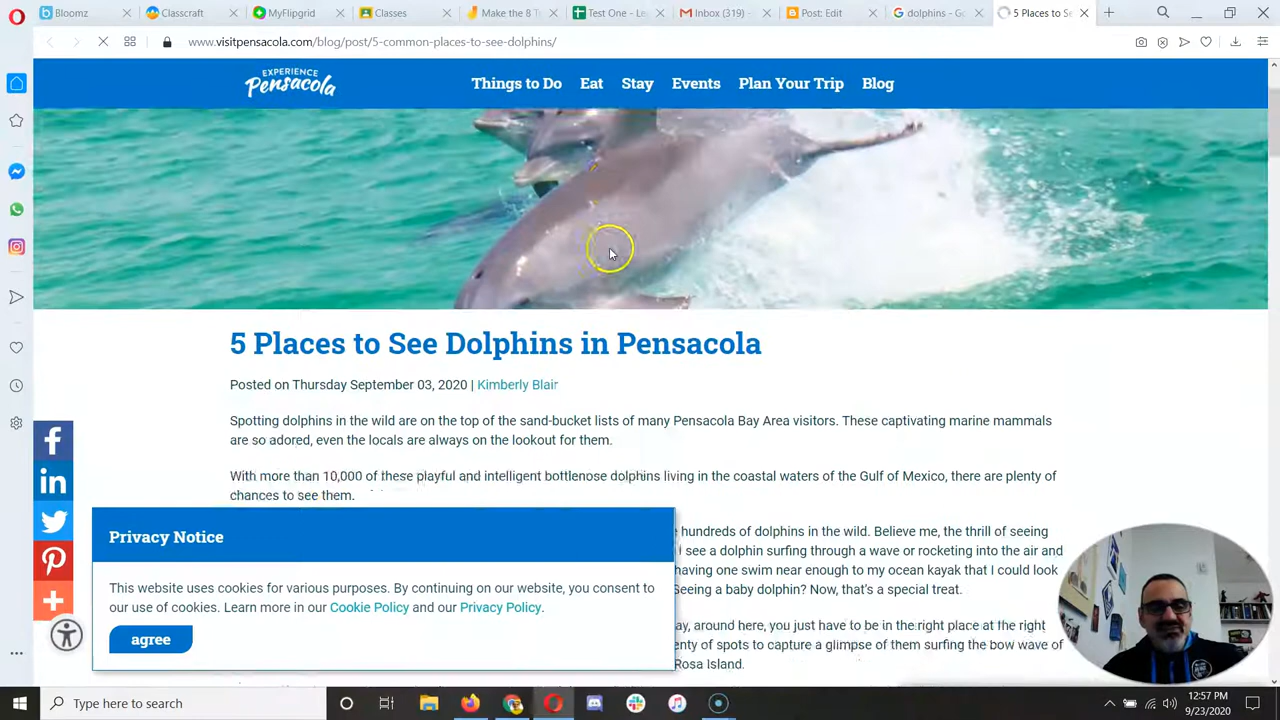 Bloomz
Classcraft
MyFlipgrid
Classes
Make the 8 T
Test One - Le
Inbox (319)
Post: Edit
dolphins - Go
5 Places to Se
www.visitpensacola.com/blog/post/5-common-places-to-see-dolphins/
EXPERIENCE
Pensacola
Things to Do
Eat
Stay
Events
Plan Your Trip
Blog
5 Places to See Dolphins in Pensacola
Posted on Thursday September 03, 2020 | Kimberly Blair
Spotting dolphins in the wild are on the top of the sand-bucket lists of many Pensacola Bay Area visitors. These captivating marine mammals
are so adored, even the locals are always on the lookout for them.
With more than 10,000 of these playful and intelligent bottlenose dolphins living in the coastal waters of the Gulf of Mexico, there are plenty of
chances to see them.
hundreds of dolphins in the wild. Believe me, the thrill of seeing
I see a dolphin surfing through a wave or rocketing into the air and
having one swim near enough to my ocean kayak that I could look
Seeing a baby dolphin? Now, that's a special treat.
ay, around here, you just have to be in the right place at the right
enty of spots to capture a glimpse of them surfing the bow wave of
Rosa Island.
Privacy Notice
This website uses cookies for various purposes. By continuing on our website, you consent to
our use of cookies. Learn more in our Cookie Policy and our Privacy Policy.
agree
Type here to search
12:57 PM
9/23/2020